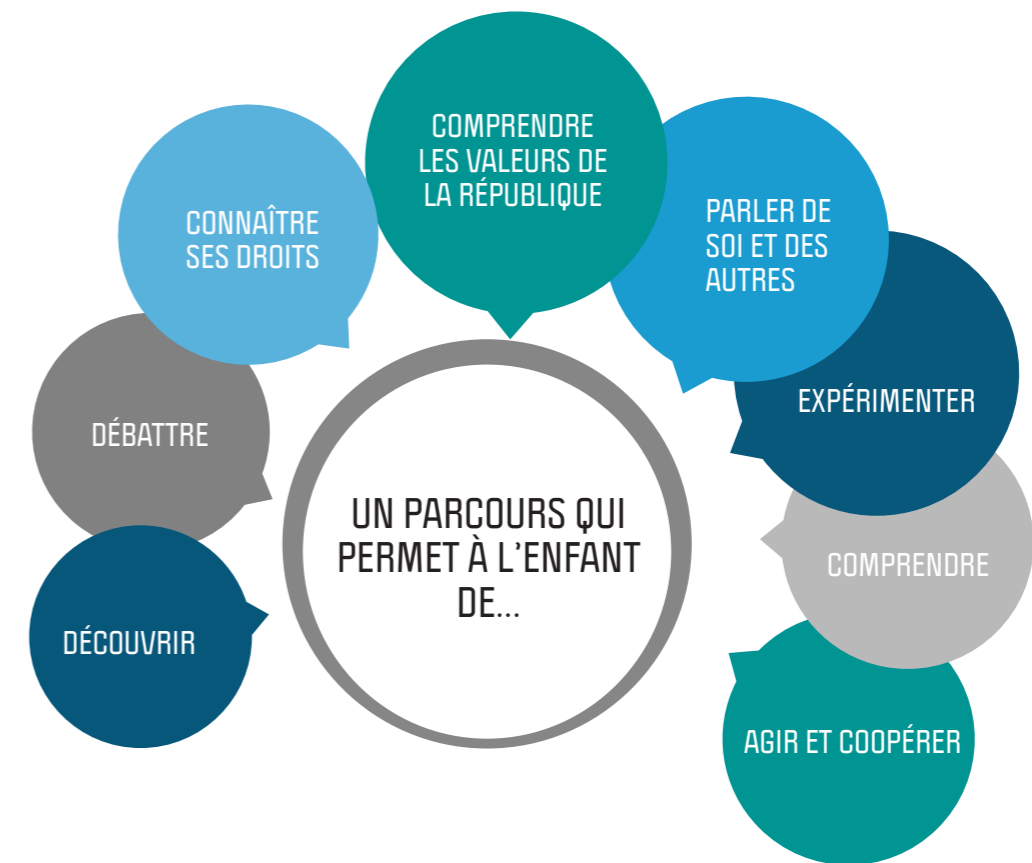 COMPRENDRE
LES VALEURS DE
LA RÉPUBLIQUE
CONNAÎTRE
SES DROITS
PARLER DE
SOI ET DES
AUTRES
EXPÉRIMENTER
DÉBATTRE
UN PARCOURS QUI
PERMET À L'ENFANT
DE...
COMPRENDRE
DÉCOUVRIR
AGIR ET COOPÉRER